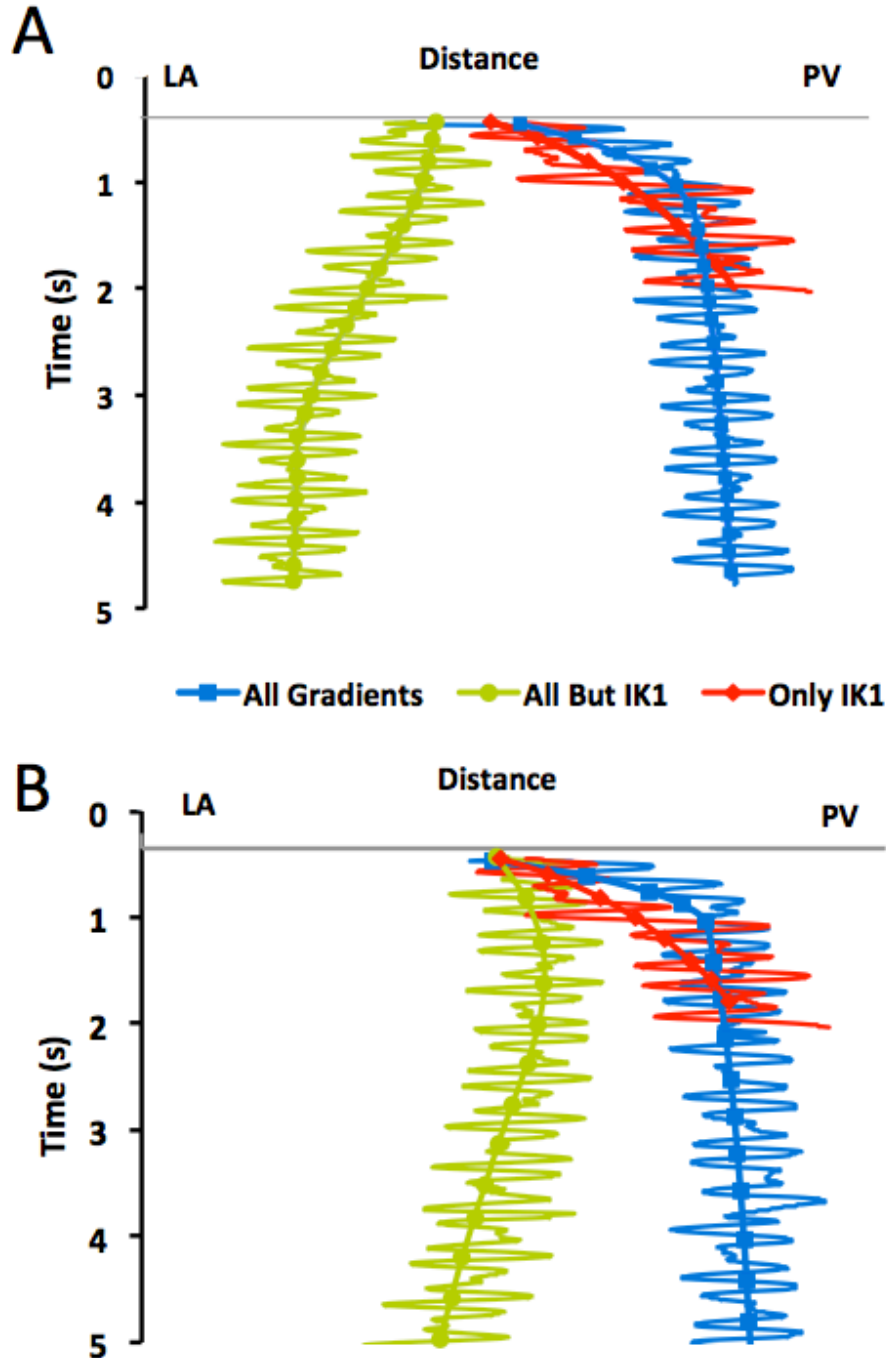 A
Distance
LA
PV
0
1
2
3
4
5
Time (s)
All Gradients All But IK1 Only IK1
B
Distance
LA
PV
0
1
2
3
4
5
Time (s)